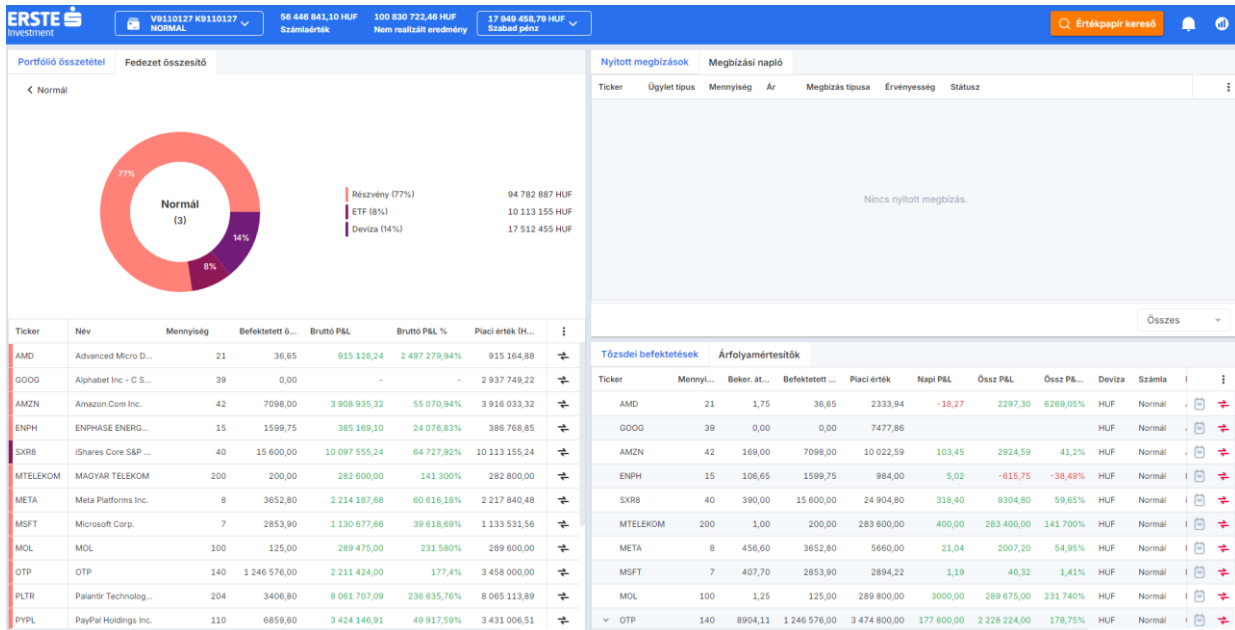 ERSTE
Investment
V9110127 K9110127
NORMAL
56 446 841,10 HUF
Számlaérték
100 830 722,46 HUF
Nem realizált eredmény
17 949 458,79 HUF
Szabad pénz
Értékpapír kereső
Portfólió összetétel Fedezet összesítő
Normál
77%
14%
8%
Normál
(3)
Részvény (77%) 94 782 887 HUF
ETF (8%) 10 113 155 HUF
Deviza (14%) 17 512 455 HUF
Ticker Név Mennyiség Befektetett ö... Bruttó P&L Bruttó P&L % Piaci érték (H...
AMD Advanced Micro D... 21 36,65 915 128,24 2 497 279,94% 915 164,88
GOOG Alphabet Inc - C S... 39 0,00 - - 2 937 749,22
AMZN Amazon.Com Inc. 42 7098,00 3 908 935,32 55 070,94% 3 916 033,32
ENPH ENPHASE ENERG... 15 1599,75 385 169,10 24 076,83% 386 768,85
SXR8 iShares Core S&P ... 40 15 600,00 10 097 555,24 64 727,92% 10 113 155,24
MTELEKOM MAGYAR TELEKOM 200 200,00 282 600,00 141 300% 282 800,00
META Meta Platforms Inc. 8 3652,80 2 214 187,68 60 616,18% 2 217 840,48
MSFT Microsoft Corp. 7 2853,90 1 130 677,66 39 618,69% 1 133 531,56
MOL MOL 100 125,00 289 475,00 231 580% 289 600,00
OTP OTP 140 1 246 576,00 2 211 424,00 177,4% 3 458 000,00
PLTR Palantir Technolog... 204 3406,80 8 061 707,09 236 635,76% 8 065 113,89
PYPL PayPal Holdings Inc. 110 6859,60 3 424 146,91 49 917,59% 3 431 006,51
Nyitott megbízások Megbízási napló
Ticker Ügylet típus Mennyiség Ár Megbízás típusa Érvényesség Státusz
Nincs nyitott megbízás.
Összes
Tőzsdei befektetések Árfolyamértesítők
Ticker Mennyi... Beker. át... Befektetett ... Piaci érték Napi P&L Össz P&L Össz P&... Deviza Számla
AMD 21 1,75 36,65 2333,94 -18,27 2297,30 6269,05% HUF Normál
GOOG 39 0,00 0,00 7477,86 HUF Normál
AMZN 42 169,00 7098,00 10 022,59 103,45 2924,59 41,2% HUF Normál
ENPH 15 106,65 1599,75 984,00 5,02 -615,75 -38,49% HUF Normál
SXR8 40 390,00 15 600,00 24 904,80 318,40 9304,80 59,65% HUF Normál
MTELEKOM 200 1,00 200,00 283 600,00 400,00 283 400,00 141 700% HUF Normál
META 8 456,60 3652,80 5660,00 21,04 2007,20 54,95% HUF Normál
MSFT 7 407,70 2853,90 2894,22 1,19 40,32 1,41% HUF Normál
MOL 100 1,25 125,00 289 800,00 3000,00 289 675,00 231 740% HUF Normál
OTP 140 8904,11 1 246 576,00 3 474 800,00 177 800,00 2 228 224,00 178,75% HUF Normál